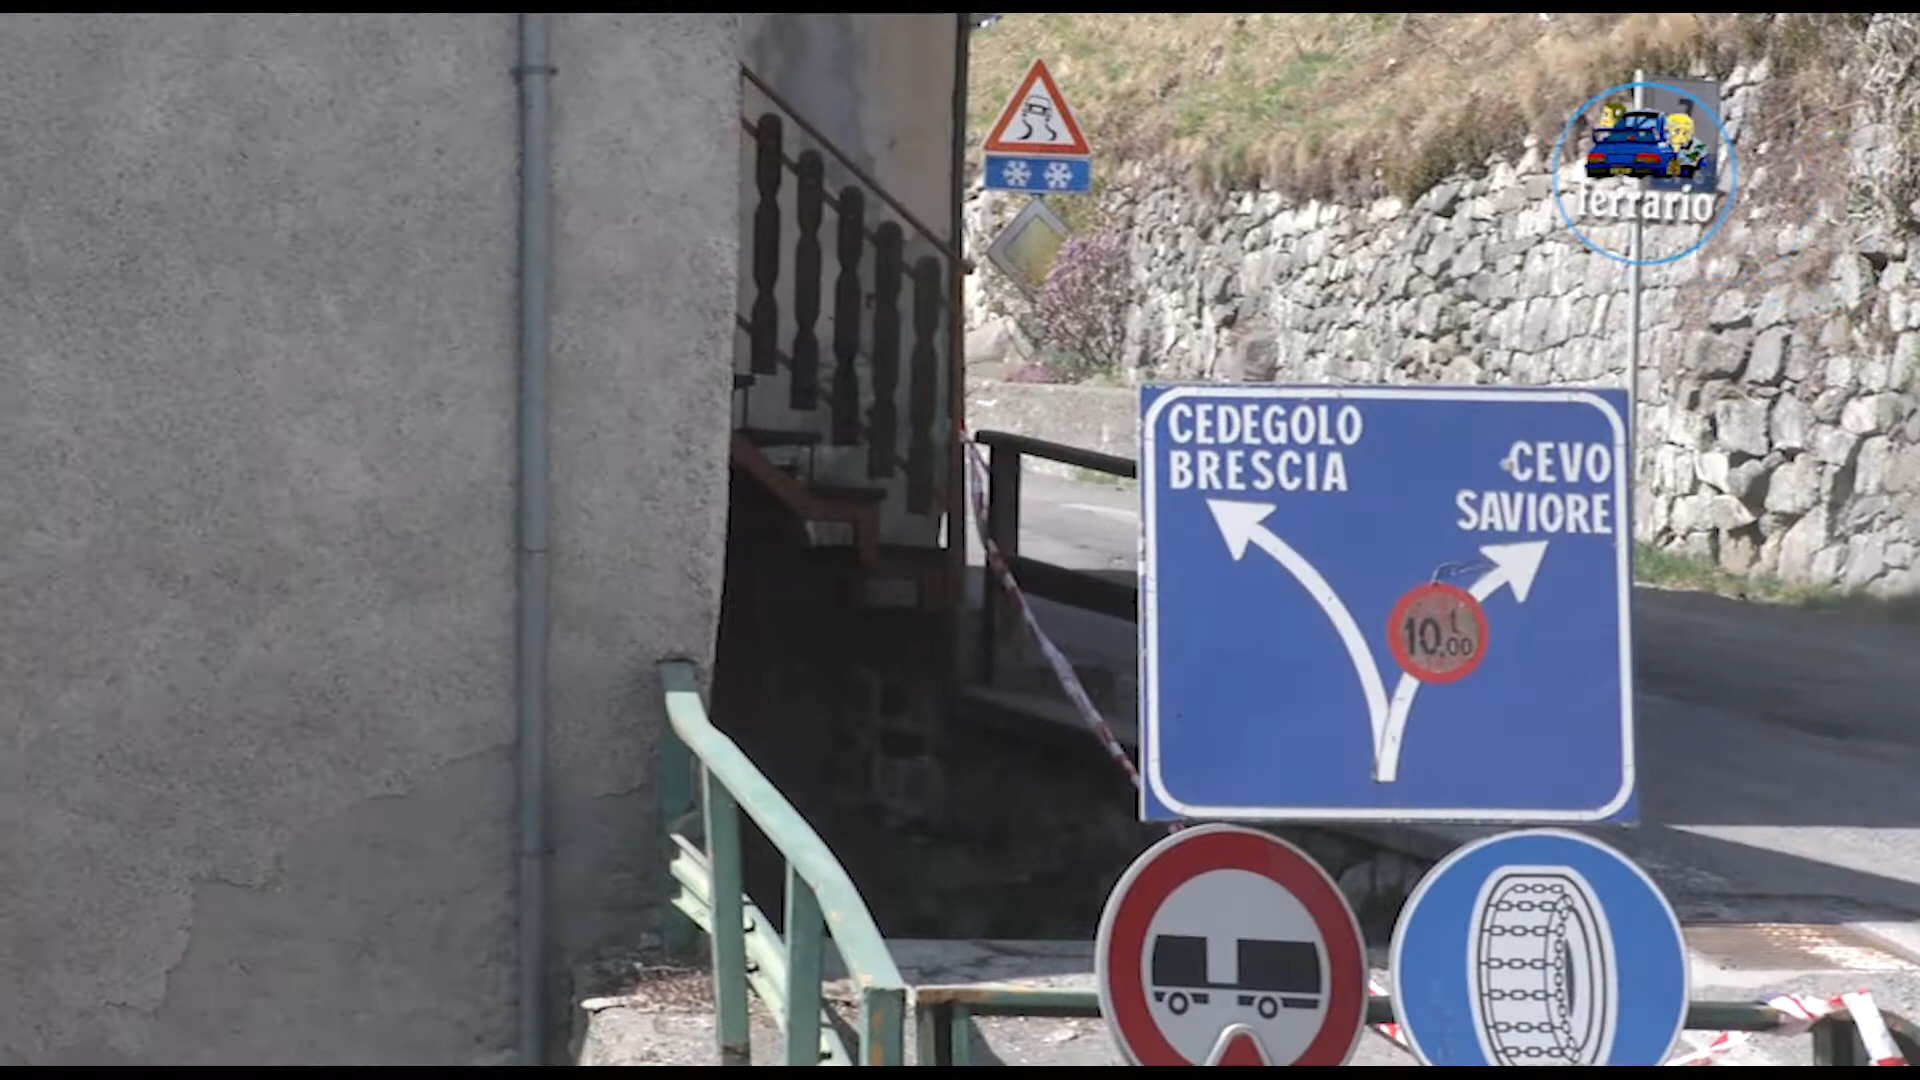 ferrario
CEDEGOLO
BRESCIA
CEVO
SAVIORE
10,00 t